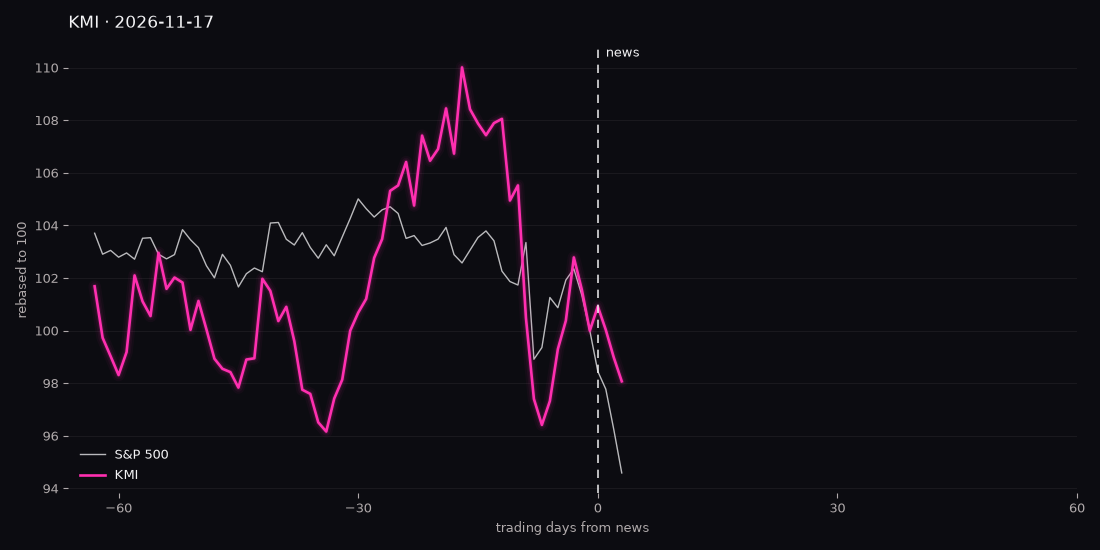 KMI · 2026-11-17
news
110
108
106
104
102
100
98
96
94
rebased to 100
S&P 500
KMI
−60
−30
0
30
60
trading days from news